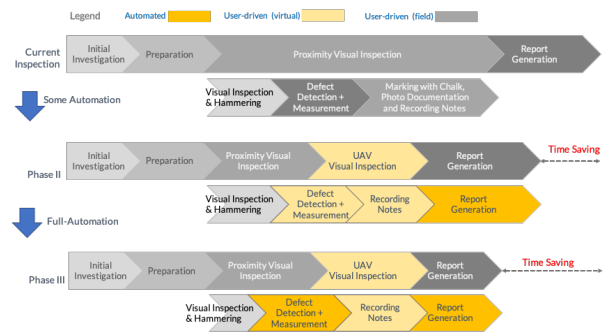 Legend
Automated
User-driven (virtual)
User-driven (field)
Current
Inspection
Initial
Investigation
Preparation
Proximity Visual Inspection
Report
Generation
Visual Inspection
& Hammering
Defect
Detection +
Measurement
Marking with Chalk,
Photo Documentation
and Recording Notes
Some Automation
Phase II
Initial
Investigation
Preparation
Proximity Visual
Inspection
UAV
Visual Inspection
Report
Generation
Time Saving
Visual Inspection
& Hammering
Defect
Detection +
Measurement
Recording
Notes
Report
Generation
Full-Automation
Phase III
Initial
Investigation
Preparation
Proximity Visual
Inspection
UAV
Visual Inspection
Report
Generation
Time Saving
Visual Inspection
& Hammering
Defect
Detection +
Measurement
Recording
Notes
Report
Generation